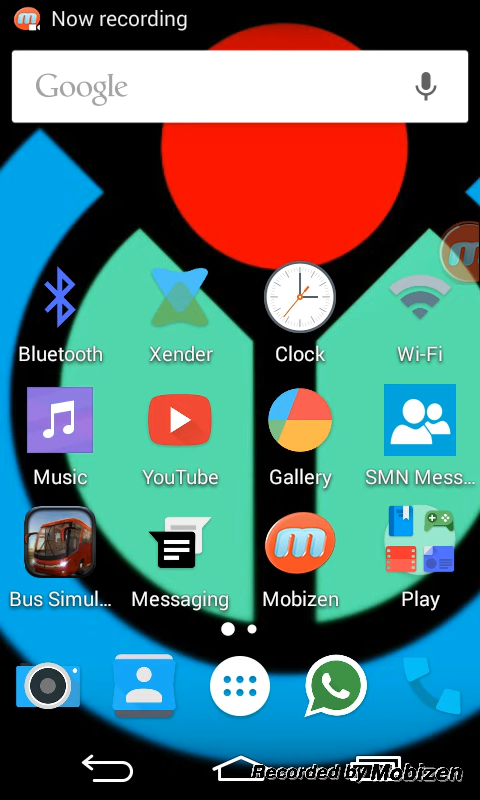 Now recording
Google
Bluetooth
Xender
Clock
Wi-Fi
Music
YouTube
Gallery
SMN Mess...
Bus Simul...
Messaging
Mobizen
Play
Recorded by Mobizen